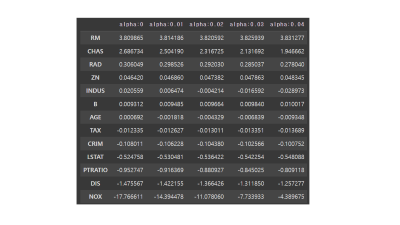 alpha:0 alpha:0.01 alpha:0.02 alpha:0.03 alpha:0.04
RM 3.809865 3.814186 3.820592 3.825939 3.831277
CHAS 2.686734 2.504190 2.316725 2.131692 1.946662
RAD 0.306049 0.298526 0.292030 0.285037 0.278040
ZN 0.046420 0.046860 0.047382 0.047863 0.048345
INDUS 0.020559 0.006474 -0.004214 -0.016592 -0.028973
B 0.009312 0.009485 0.009664 0.009840 0.010017
AGE 0.000692 -0.001818 -0.004329 -0.006839 -0.009348
TAX -0.012335 -0.012627 -0.013011 -0.013351 -0.013689
CRIM -0.108011 -0.106228 -0.104380 -0.102566 -0.100752
LSTAT -0.524758 -0.530481 -0.536422 -0.542254 -0.548088
PTRATIO -0.952747 -0.916369 -0.880927 -0.845025 -0.809118
DIS -1.475567 -1.422155 -1.366426 -1.311850 -1.257277
NOX -17.766611 -14.394478 -11.078060 -7.733933 -4.389675